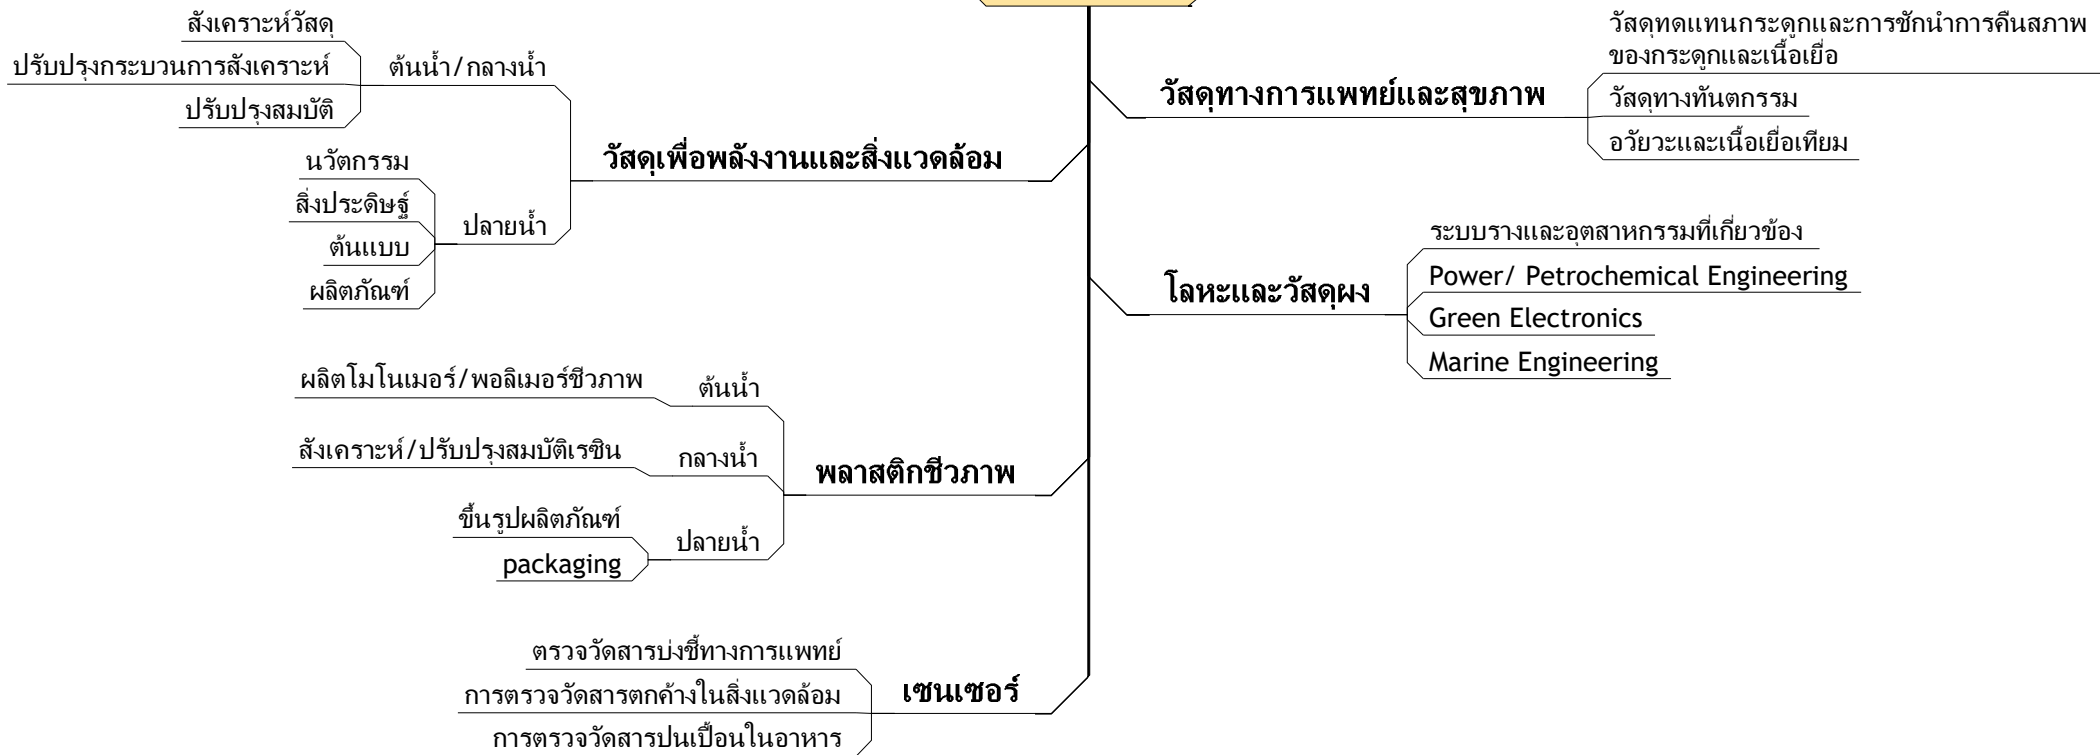 สังเคราะห์วัสดุ
ปรับปรุงกระบวนการสังเคราะห์
ปรับปรุงสมบัติ
ต้นน้ำ/กลางน้ำ
นวัตกรรม
สิ่งประดิษฐ์
ต้นแบบ
ผลิตภัณฑ์
ปลายน้ำ
วัสดุเพื่อพลังงานและสิ่งแวดล้อม
ผลิตโมโนเมอร์/พอลิเมอร์ชีวภาพ
ต้นน้ำ
สังเคราะห์/ปรับปรุงสมบัติเรซิน
กลางน้ำ
ขึ้นรูปผลิตภัณฑ์
packaging
ปลายน้ำ
พลาสติกชีวภาพ
ตรวจวัดสารบ่งชี้ทางการแพทย์
การตรวจวัดสารตกค้างในสิ่งแวดล้อม
การตรวจวัดสารปนเปื้อนในอาหาร
เซนเซอร์
วัสดุทางการแพทย์และสุขภาพ
วัสดุทดแทนกระดูกและการชักนำการคืนสภาพ
ของกระดูกและเนื้อเยื่อ
วัสดุทางทันตกรรม
อวัยวะและเนื้อเยื่อเทียม
โลหะและวัสดุผง
ระบบรางและอุตสาหกรรมที่เกี่ยวข้อง
Power/ Petrochemical Engineering
Green Electronics
Marine Engineering